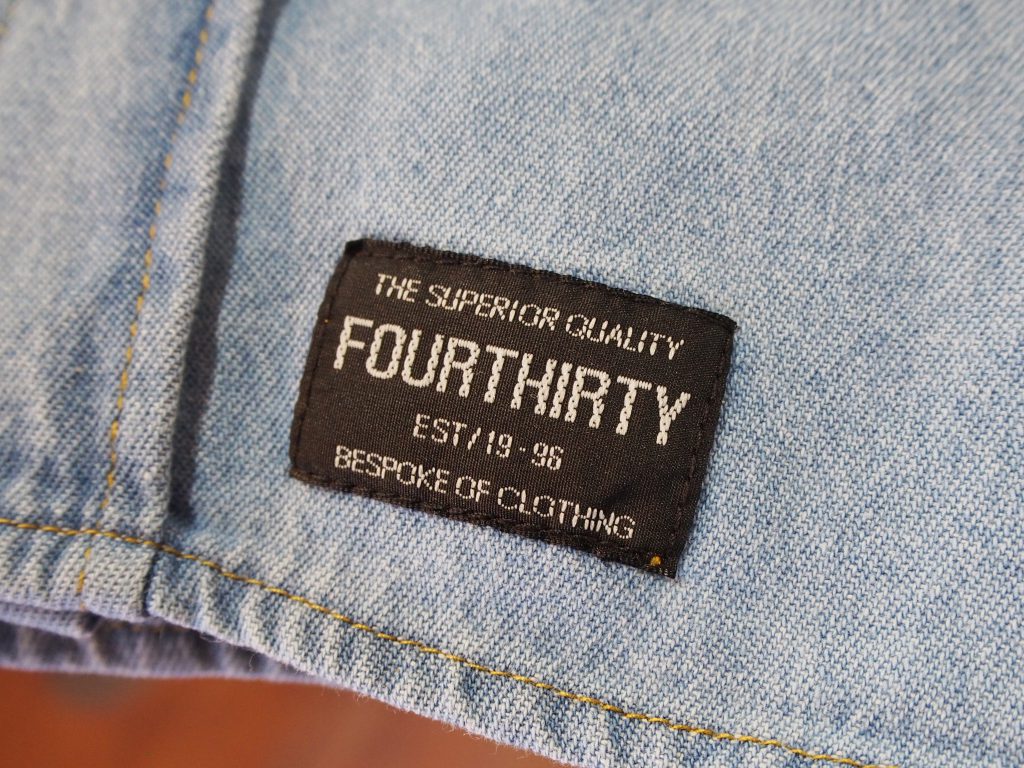 THE SUPERIOR QUALITY
FOURTHIRTY
EST/19-96
BESPOKE OF CLOTHING